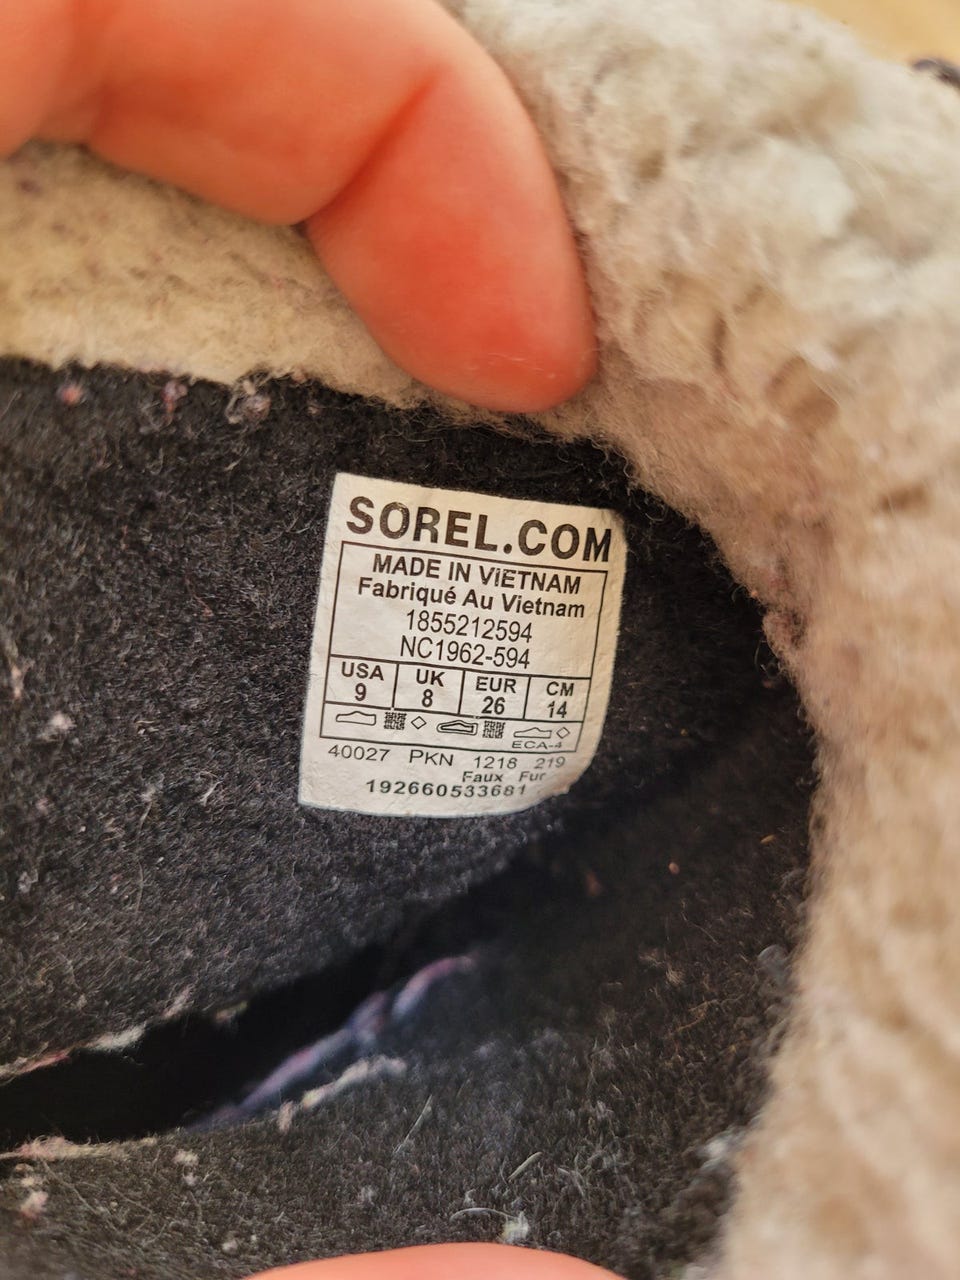 SOREL.COM
MADE IN VIETNAM
Fabriqué Au Vietnam
1855212594
NC1962-594
USA UK EUR CM
9 8 26 14
ECA-4
40027 PKN 1218 219
Faux Fur
192660533681